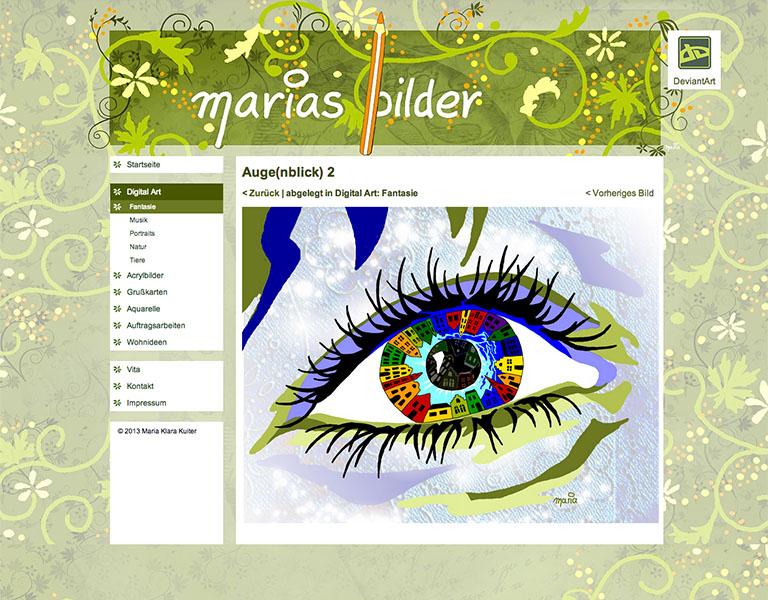 marias bilder
DeviantArt
Startseite
Digital Art
Fantasie
Musik
Portraits
Natur
Tiere
Acrylbilder
Grußkarten
Aquarelle
Auftragsarbeiten
Wohnideen
Vita
Kontakt
Impressum
© 2013 Maria Klara Kuiter
Auge(nblick) 2
< Zurück | abgelegt in Digital Art: Fantasie
< Vorheriges Bild
maria